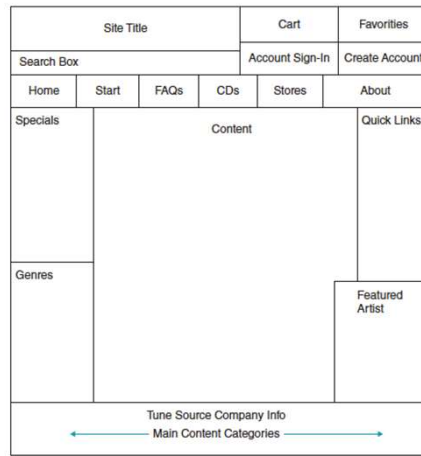 Site Title
Cart
Favorities
Search Box
Account Sign-In
Create Account
Home
Start
FAQs
CDs
Stores
About
Specials
Content
Quick Links
Genres
Featured
Artist
Tune Source Company Info
Main Content Categories